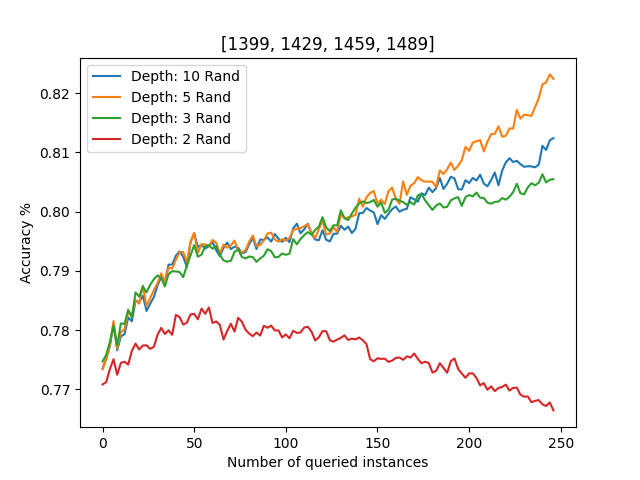 [1399, 1429, 1459, 1489]
Depth: 10 Rand
Depth: 5 Rand
Depth: 3 Rand
Depth: 2 Rand
Accuracy %
0.82
0.81
0.80
0.79
0.78
0.77
0
50
100
150
200
250
Number of queried instances